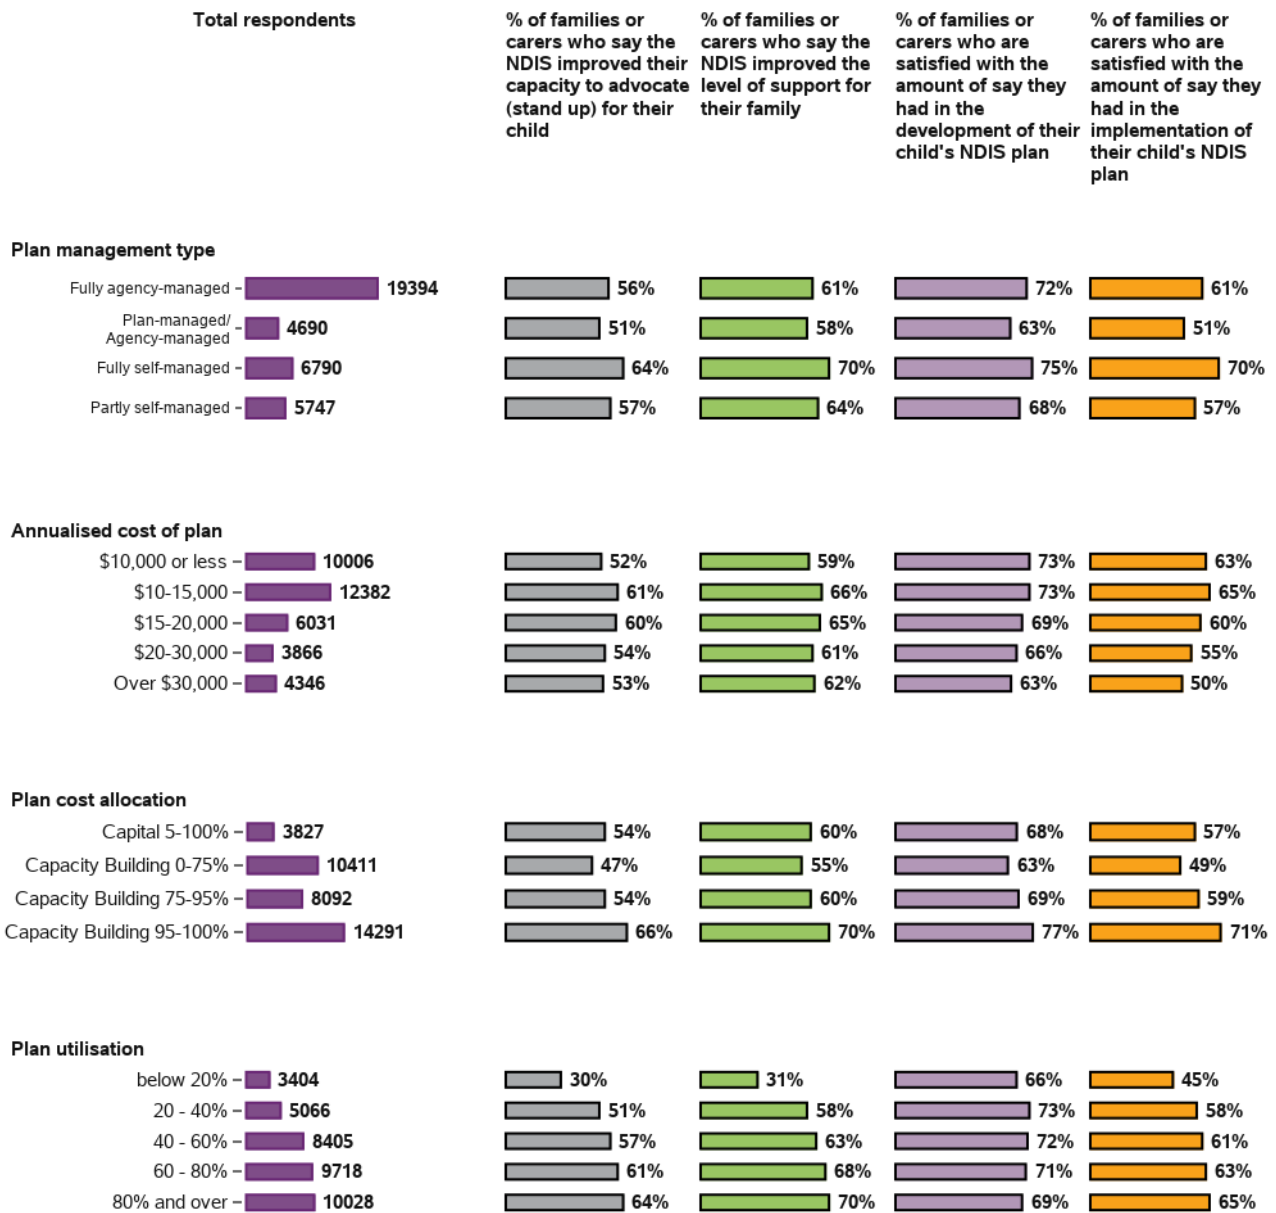 Total respondents
% of families or
carers who say the
NDIS improved their
capacity to advocate
(stand up) for their
child
% of families or
carers who say the
NDIS improved the
level of support for
their family
% of families or
carers who are
satisfied with the
amount of say they
had in the
development of their
child's NDIS plan
% of families or
carers who are
satisfied with the
amount of say they
had in the
implementation of
their child's NDIS
plan
Plan management type
Fully agency-managed 19394 56% 61% 72% 61%
Plan-managed/
Agency-managed 4690 51% 58% 63% 51%
Fully self-managed 6790 64% 70% 75% 70%
Partly self-managed 5747 57% 64% 68% 57%
Annualised cost of plan
$10,000 or less 10006 52% 59% 73% 63%
$10-15,000 12382 61% 66% 73% 65%
$15-20,000 6031 60% 65% 69% 60%
$20-30,000 3866 54% 61% 66% 55%
Over $30,000 4346 53% 62% 63% 50%
Plan cost allocation
Capital 5-100% 3827 54% 60% 68% 57%
Capacity Building 0-75% 10411 47% 55% 63% 49%
Capacity Building 75-95% 8092 54% 60% 69% 59%
Capacity Building 95-100% 14291 66% 70% 77% 71%
Plan utilisation
below 20% 3404 30% 31% 66% 45%
20 - 40% 5066 51% 58% 73% 58%
40 - 60% 8405 57% 63% 72% 61%
60 - 80% 9718 61% 68% 71% 63%
80% and over 10028 64% 70% 69% 65%